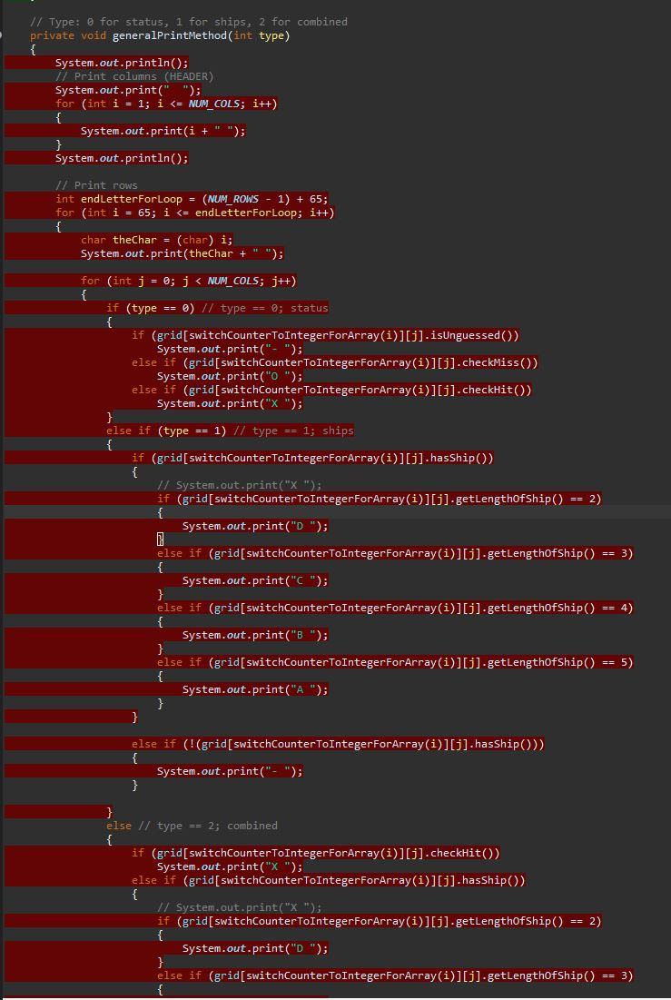 // Type: 0 for status, 1 for ships, 2 for combined
private void generalPrintMethod(int type)
{
System.out.println();
// Print columns (HEADER)
System.out.print("  ");
for (int i = 1; i <= NUM_COLS; i++)
{
System.out.print(i + " ");
}
System.out.println();
// Print rows
int endLetterForLoop = (NUM_ROWS - 1) + 65;
for (int i = 65; i <= endLetterForLoop; i++)
{
char theChar = (char) i;
System.out.print(theChar + " ");
for (int j = 0; j < NUM_COLS; j++)
{
if (type == 0) // type == 0; status
{
if (grid[switchCounterToIntegerForArray(i)][j].isUnguessed())
System.out.print("- ");
else if (grid[switchCounterToIntegerForArray(i)][j].checkMiss())
System.out.print("O ");
else if (grid[switchCounterToIntegerForArray(i)][j].checkHit())
System.out.print("X ");
}
else if (type == 1) // type == 1; ships
{
if (grid[switchCounterToIntegerForArray(i)][j].hasShip())
{
// System.out.print("X ");
if (grid[switchCounterToIntegerForArray(i)][j].getLengthOfShip() == 2)
{
System.out.print("D ");
}
else if (grid[switchCounterToIntegerForArray(i)][j].getLengthOfShip() == 3)
{
System.out.print("C ");
}
else if (grid[switchCounterToIntegerForArray(i)][j].getLengthOfShip() == 4)
{
System.out.print("B ");
}
else if (grid[switchCounterToIntegerForArray(i)][j].getLengthOfShip() == 5)
{
System.out.print("A ");
}
}
else if (!(grid[switchCounterToIntegerForArray(i)][j].hasShip()))
{
System.out.print("- ");
}
}
else // type == 2; combined
{
if (grid[switchCounterToIntegerForArray(i)][j].checkHit())
System.out.print("X ");
else if (grid[switchCounterToIntegerForArray(i)][j].hasShip())
{
// System.out.print("X ");
if (grid[switchCounterToIntegerForArray(i)][j].getLengthOfShip() == 2)
{
System.out.print("D ");
}
else if (grid[switchCounterToIntegerForArray(i)][j].getLengthOfShip() == 3)
{